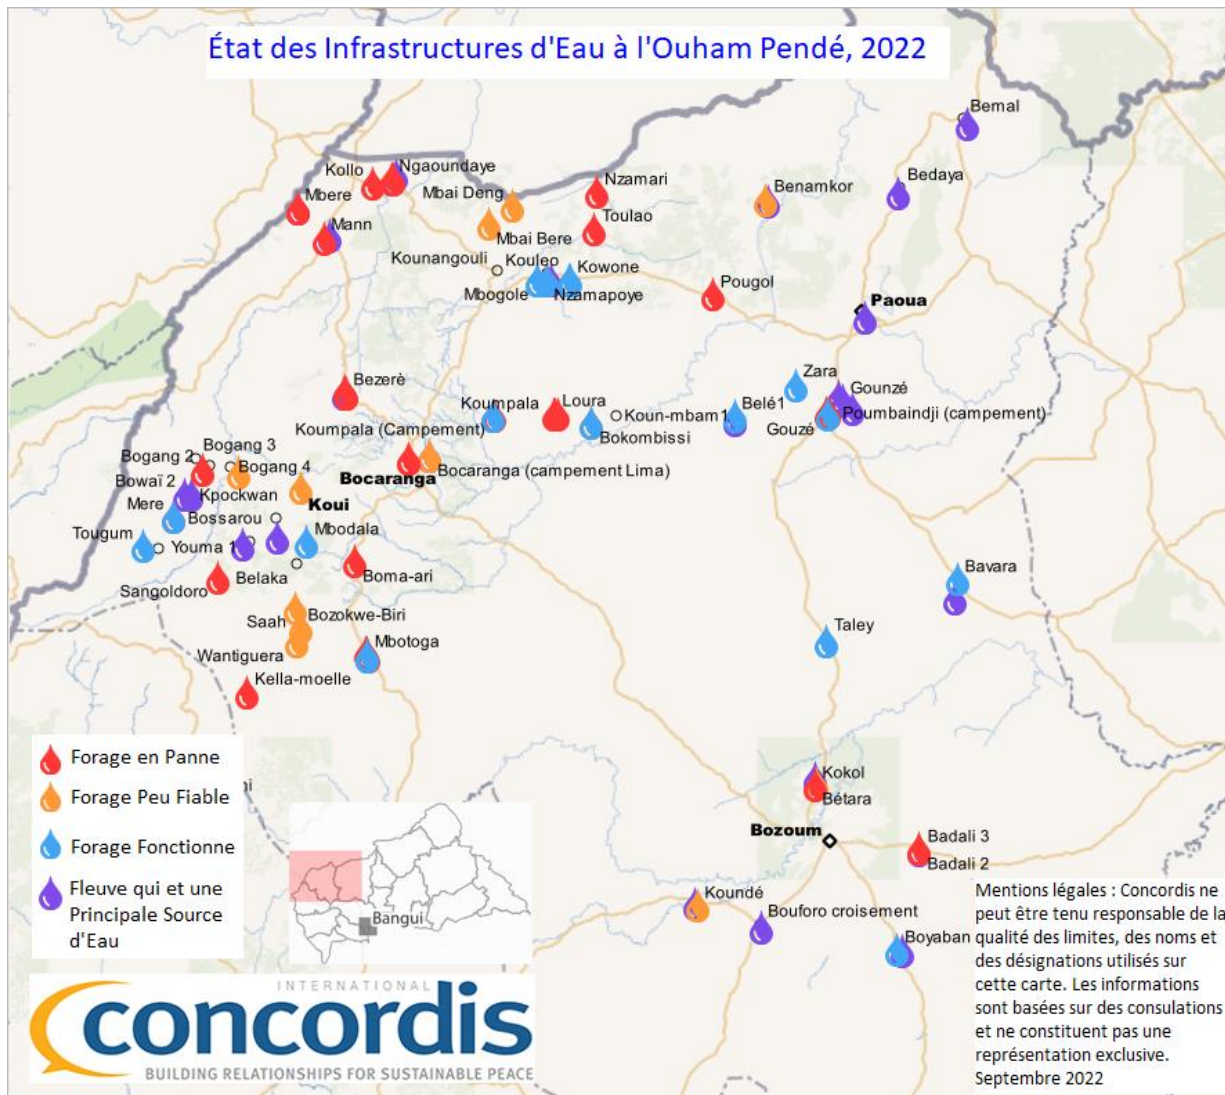 État des Infrastructures d'Eau à l'Ouham Pendé, 2022
Bemal
Kollo
Ngaoundaye
Mbere
Mbai Deng
Nzamari
Benamkor
Bedaya
Mann
Mbai Bere
Toulao
Kounangouli
Kouleo
Kowone
Mbogole
Nzamapoye
Pougol
Paoua
Bezerè
Koumpala
Loura
Zara
Gounzé
Koumpala (Campement)
Koun-mbam1
Belé1
Poumbaindji (campement)
Bokombissi
Gouzé
Bogang 3
Bogang 2
Bogang 4
Bocaranga
Bocaranga (campement Lima)
Bowaï 2
Kpockwan
Koui
Mere
Bossarou
Mbodala
Tougum
Youma 1
Belaka
Boma-ari
Sangoldoro
Bavara
Saah
Bozokwe-Biri
Taley
Wantiguera
Mbotoga
Kella-moelle
Forage en Panne
Forage Peu Fiable
Forage Fonctionne
Fleuve qui et une
Principale Source
d'Eau
Bangui
Kokol
Bétara
Bozoum
Badali 3
Badali 2
Koundé
Bouforo croisement
Boyaban
Mentions légales : Concordis ne
peut être tenu responsable de la
qualité des limites, des noms et
des désignations utilisés sur
cette carte. Les informations
sont basées sur des consulations
et ne constituent pas une
représentation exclusive.
Septembre 2022
INTERNATIONAL
concordis
BUILDING RELATIONSHIPS FOR SUSTAINABLE PEACE